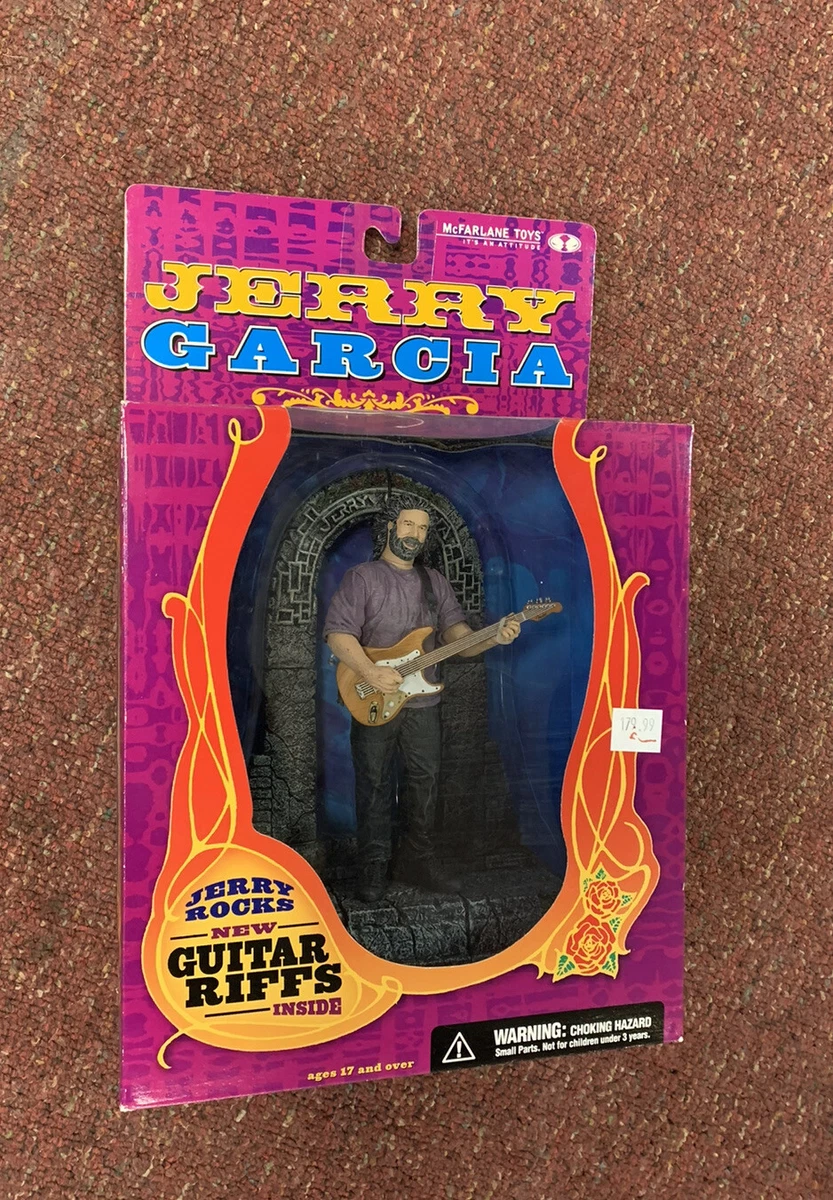 McFARLANE TOYS
IT'S AN ATTITUDE
JERRY
GARCIA
JERRY
179.99
JERRY
ROCKS
NEW
GUITAR
RIFFS
INSIDE
WARNING: CHOKING HAZARD
Small Parts. Not for children under 3 years.
ages 17 and over